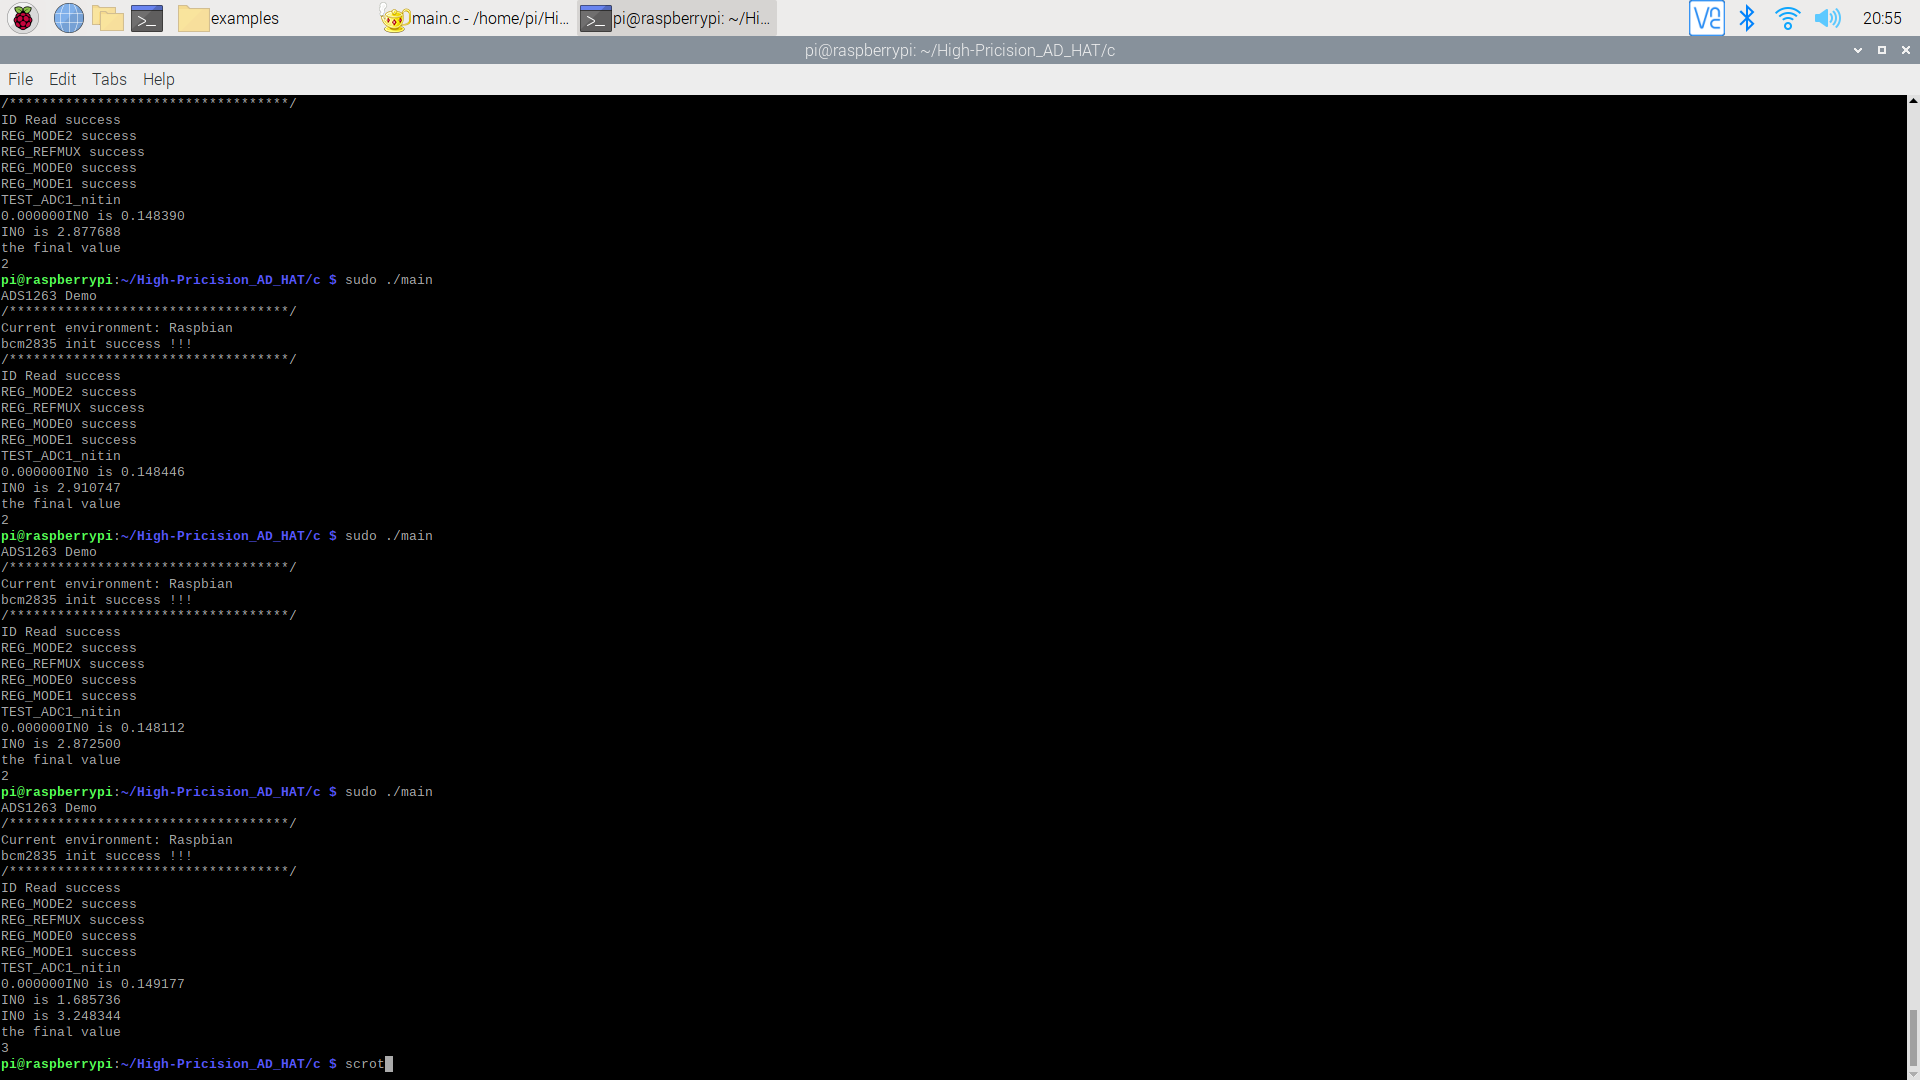 examples
main.c - /home/pi/Hi...
pi@raspberrypi: ~/Hi...
20:55
pi@raspberrypi: ~/High-Pricision_AD_HAT/c
File Edit Tabs Help
/***********************************/
ID Read success
REG_MODE2 success
REG_REFMUX success
REG_MODE0 success
REG_MODE1 success
TEST_ADC1_nitin
0.000000IN0 is 0.148390
IN0 is 2.877688
the final value
2
pi@raspberrypi:~/High-Pricision_AD_HAT/c $ sudo ./main
ADS1263 Demo
/***********************************/
Current environment: Raspbian
bcm2835 init success !!!
/***********************************/
ID Read success
REG_MODE2 success
REG_REFMUX success
REG_MODE0 success
REG_MODE1 success
TEST_ADC1_nitin
0.000000IN0 is 0.148446
IN0 is 2.910747
the final value
2
pi@raspberrypi:~/High-Pricision_AD_HAT/c $ sudo ./main
ADS1263 Demo
/***********************************/
Current environment: Raspbian
bcm2835 init success !!!
/***********************************/
ID Read success
REG_MODE2 success
REG_REFMUX success
REG_MODE0 success
REG_MODE1 success
TEST_ADC1_nitin
0.000000IN0 is 0.148112
IN0 is 2.872500
the final value
2
pi@raspberrypi:~/High-Pricision_AD_HAT/c $ sudo ./main
ADS1263 Demo
/***********************************/
Current environment: Raspbian
bcm2835 init success !!!
/***********************************/
ID Read success
REG_MODE2 success
REG_REFMUX success
REG_MODE0 success
REG_MODE1 success
TEST_ADC1_nitin
0.000000IN0 is 0.149177
IN0 is 1.685736
IN0 is 3.248344
the final value
3
pi@raspberrypi:~/High-Pricision_AD_HAT/c $ scrot